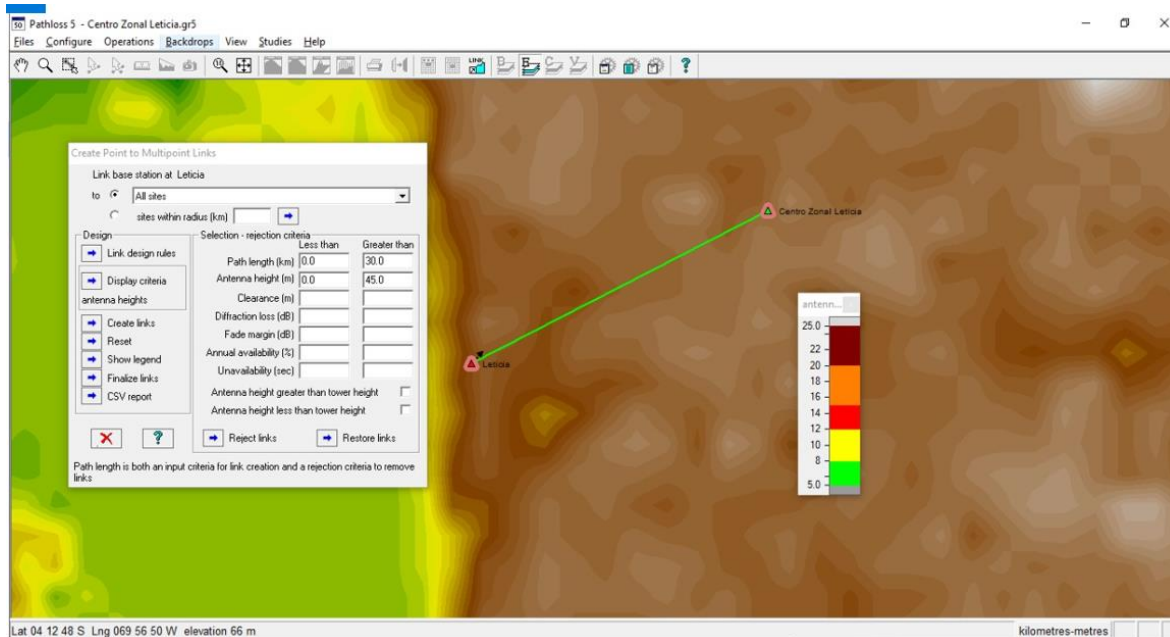 Pathloss 5 - Centro Zonal Leticia.gr5
Files Configure Operations Backdrops View Studies Help
LINK
Create Point to Multipoint Links
Link base station at Leticia
to All sites
sites within radius (km)
Design
Link design rules
Display criteria
antenna heights
Create links
Reset
Show legend
Finalize links
CSV report
Selection - rejection criteria
Less than Greater than
Path length (km) 0.0 30.0
Antenna height (m) 0.0 45.0
Clearance (m)
Diffraction loss (dB)
Fade margin (dB)
Annual availability (%)
Unavailability (sec)
Antenna height greater than tower height
Antenna height less than tower height
Reject links Restore links
Path length is both an input criteria for link creation and a rejection criteria to remove
links
Centro Zonal Leticia
Leticia
antenn...
25.0
22
20
18
16
14
12
10
8
5.0
Lat 04 12 48 S Lng 069 56 50 W elevation 66 m
kilometres-metres